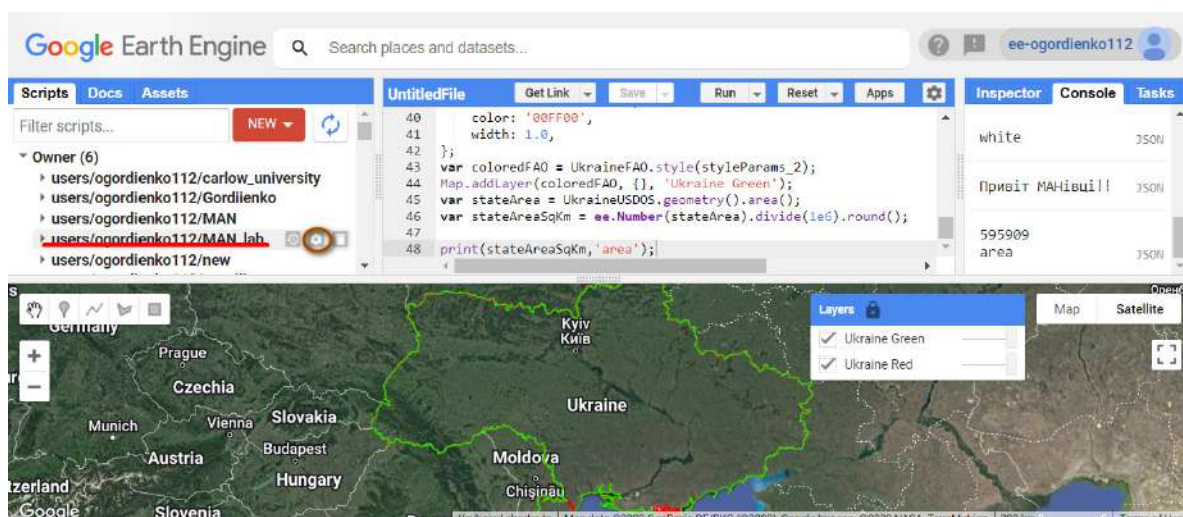 Google Earth Engine
Search places and datasets...
ee-ogordienko112
Scripts Docs Assets
Filter scripts...
NEW
Owner (6)
users/ogordienko112/carlow_university
users/ogordienko112/Gordiienko
users/ogordienko112/MAN
users/ogordienko112/MAN_lab
users/ogordienko112/new
UntitledFile Get Link Save Run Reset Apps
40 color: '00FF00',
41 width: 1.0,
42 };
43 var coloredFAO = UkraineFAO.style(styleParams_2);
44 Map.addLayer(coloredFAO, {}, 'Ukraine Green');
45 var stateArea = UkraineUSDOS.geometry().area();
46 var stateAreaSqKm = ee.Number(stateArea).divide(1e6).round();
47
48 print(stateAreaSqKm,'area');
Inspector Console Tasks
white JSON
Привіт МАНівці!! JSON
595909
area JSON
Germany
Prague
Czechia
Munich
Vienna
Slovakia
Austria
Budapest
Hungary
Slovenia
Google
Kyiv
Київ
Ukraine
Moldova
Chișinău
Layers
Ukraine Green
Ukraine Red
Map Satellite